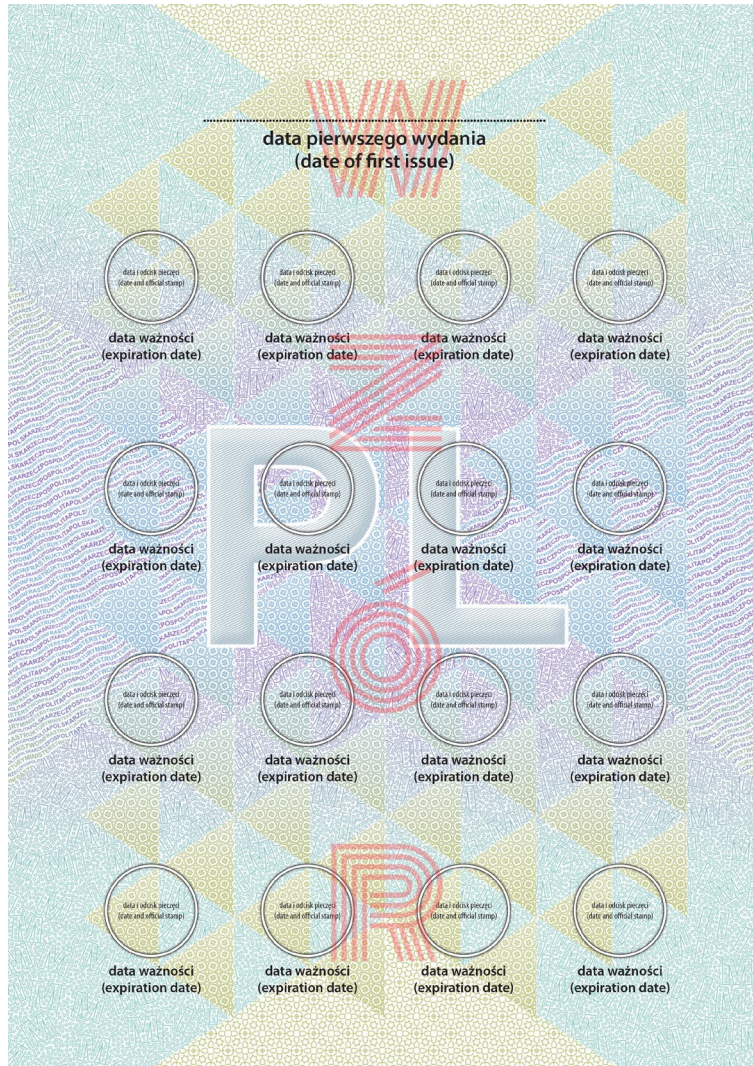 data pierwszego wydania
(date of first issue)
data i odcisk pieczęci
(date and official stamp)
data i odcisk pieczęci
(date and official stamp)
data i odcisk pieczęci
(date and official stamp)
data i odcisk pieczęci
(date and official stamp)
data ważności
(expiration date)
data ważności
(expiration date)
data ważności
(expiration date)
data ważności
(expiration date)
data i odcisk pieczęci
(date and official stamp)
data i odcisk pieczęci
(date and official stamp)
data i odcisk pieczęci
(date and official stamp)
data i odcisk pieczęci
(date and official stamp)
data ważności
(expiration date)
data ważności
(expiration date)
data ważności
(expiration date)
data ważności
(expiration date)
PL
data i odcisk pieczęci
(date and official stamp)
data i odcisk pieczęci
(date and official stamp)
data i odcisk pieczęci
(date and official stamp)
data i odcisk pieczęci
(date and official stamp)
data ważności
(expiration date)
data ważności
(expiration date)
data ważności
(expiration date)
data ważności
(expiration date)
data i odcisk pieczęci
(date and official stamp)
data i odcisk pieczęci
(date and official stamp)
data i odcisk pieczęci
(date and official stamp)
data i odcisk pieczęci
(date and official stamp)
data ważności
(expiration date)
data ważności
(expiration date)
data ważności
(expiration date)
data ważności
(expiration date)
WZÓR